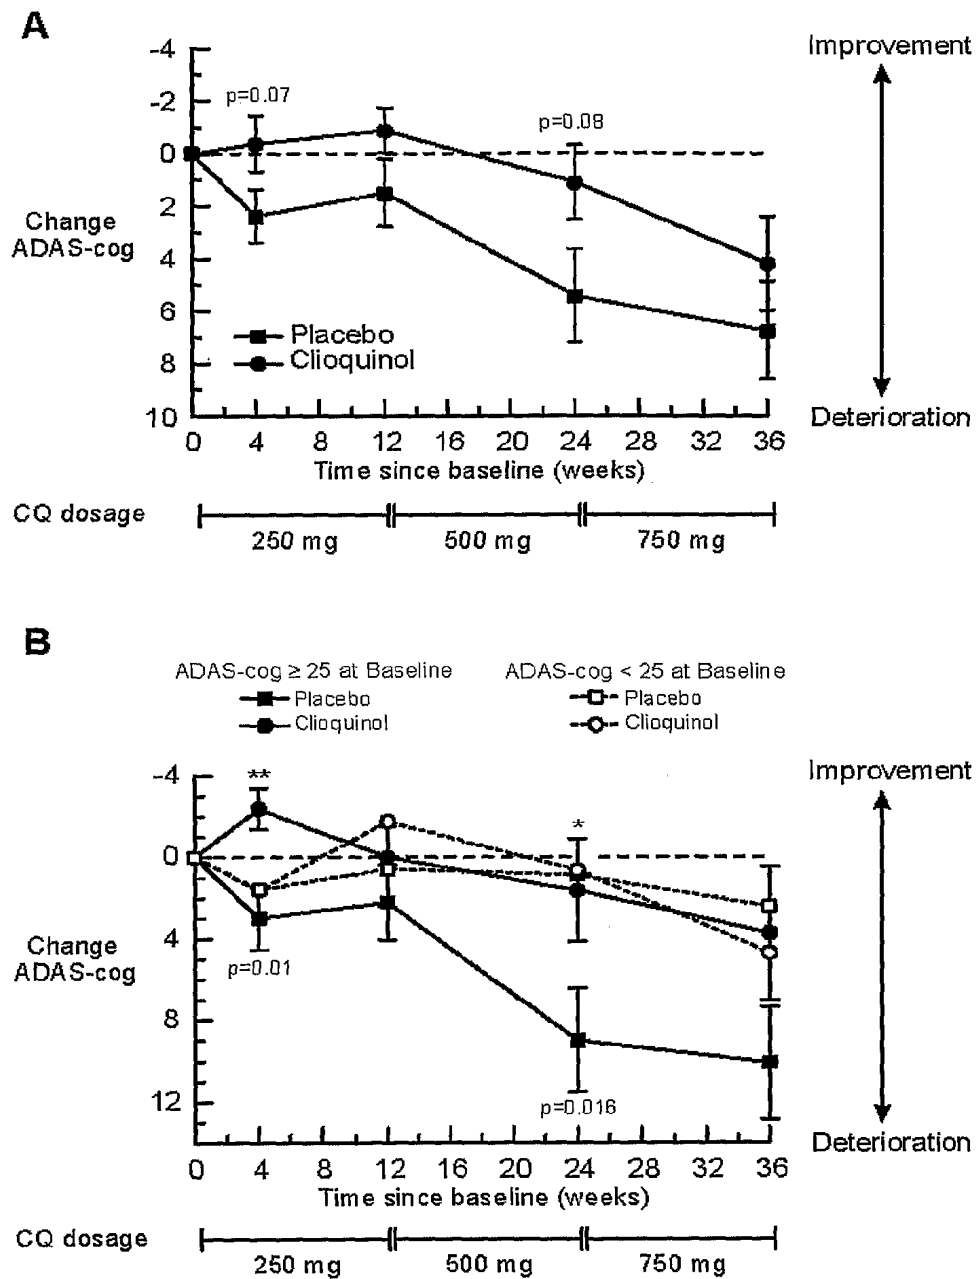 A
Improvement
-4
p=0.07
-2
p=0.08
0
2
Change
ADAS-cog
4
6
Placebo
Clioquinol
8
10
Deterioration
0 4 8 12 16 20 24 28 32 36
Time since baseline (weeks)
CQ dosage
250 mg 500 mg 750 mg
B
ADAS-cog ≥ 25 at Baseline ADAS-cog < 25 at Baseline
Placebo Placebo
Clioquinol Clioquinol
Improvement
-4
**
*
0
4
Change
ADAS-cog
p=0.01
8
12
p=0.016
Deterioration
0 4 8 12 16 20 24 28 32 36
Time since baseline (weeks)
CQ dosage
250 mg 500 mg 750 mg